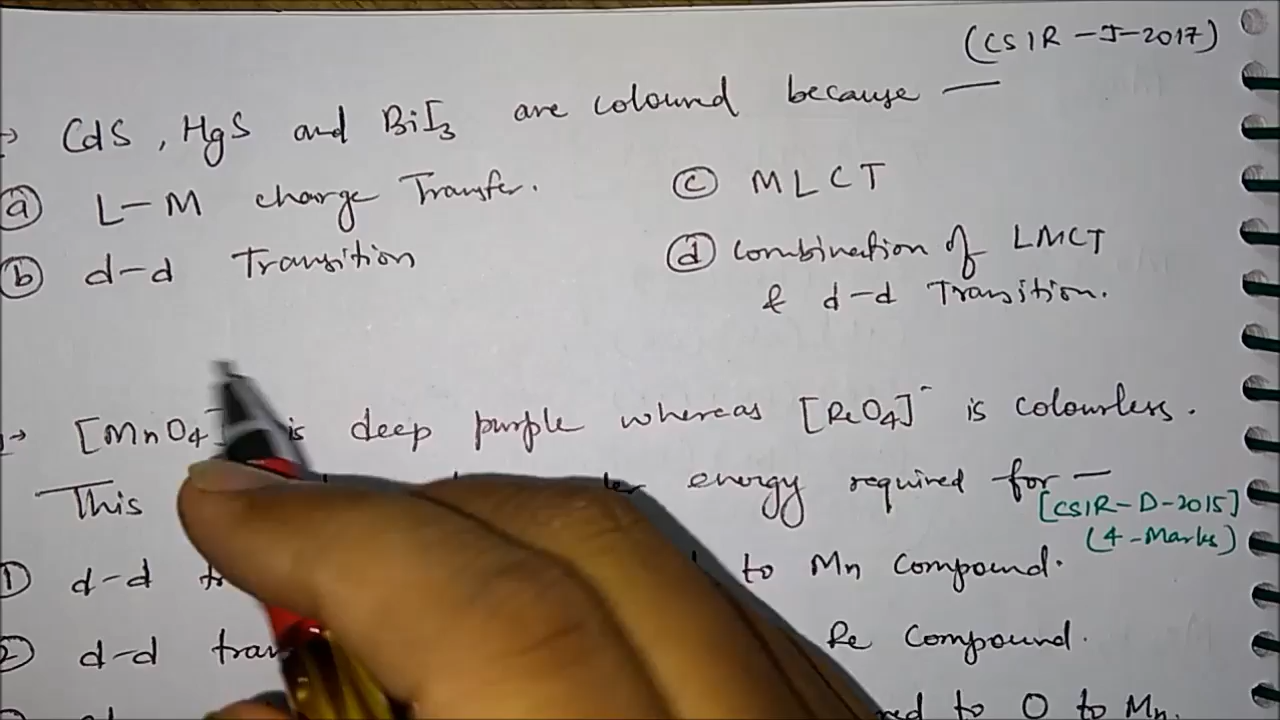 (CSIR-J-2017)
CdS, HgS and BiI₃ are colound because —
ⓐ L-M charge Transfer.
ⓑ d-d Transition
ⓒ MLCT
ⓓ Combination of LMCT
& d-d Transition.
[MnO₄] is deep purple whereas [ReO₄]⁻ is colourless.
This energy required for —
[CSIR-D-2015]
(4-Marks)
① d-d to Mn Compound.
② d-d Re Compound.
to O to Mn.